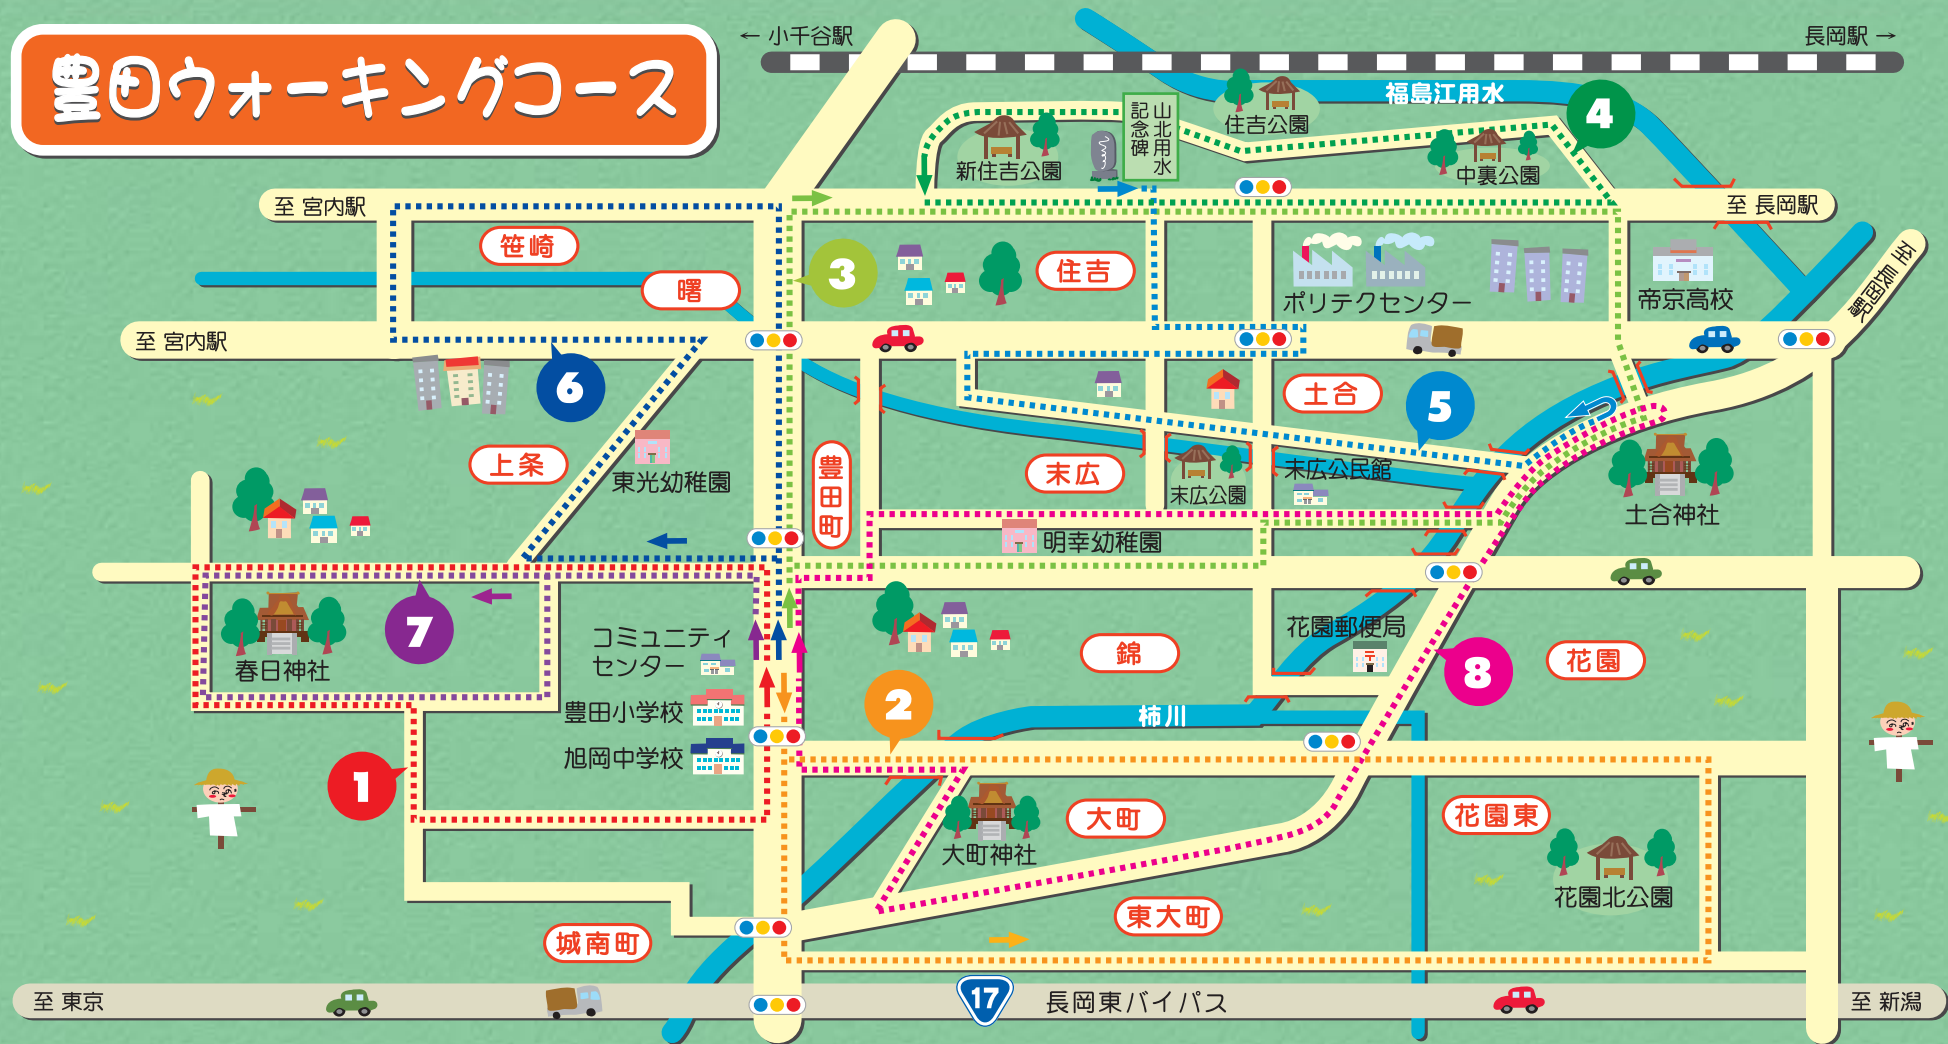 豊田ウォーキングコース
← 小千谷駅
長岡駅 →
福島江用水
4
山北用水
記念碑
住吉公園
新住吉公園
中裏公園
至 宮内駅
至 長岡駅
笹崎
曙
3
住吉
ポリテクセンター
帝京高校
至 長岡駅
至 宮内駅
6
土合
5
上条
東光幼稚園
豊田町
末広
末広公園
末広公民館
土合神社
明幸幼稚園
7
春日神社
コミュニティ
センター
豊田小学校
旭岡中学校
錦
花園郵便局
〒
8
花園
2
柿川
1
大町
大町神社
花園東
花園北公園
東大町
城南町
至 東京
17
長岡東バイパス
至 新潟